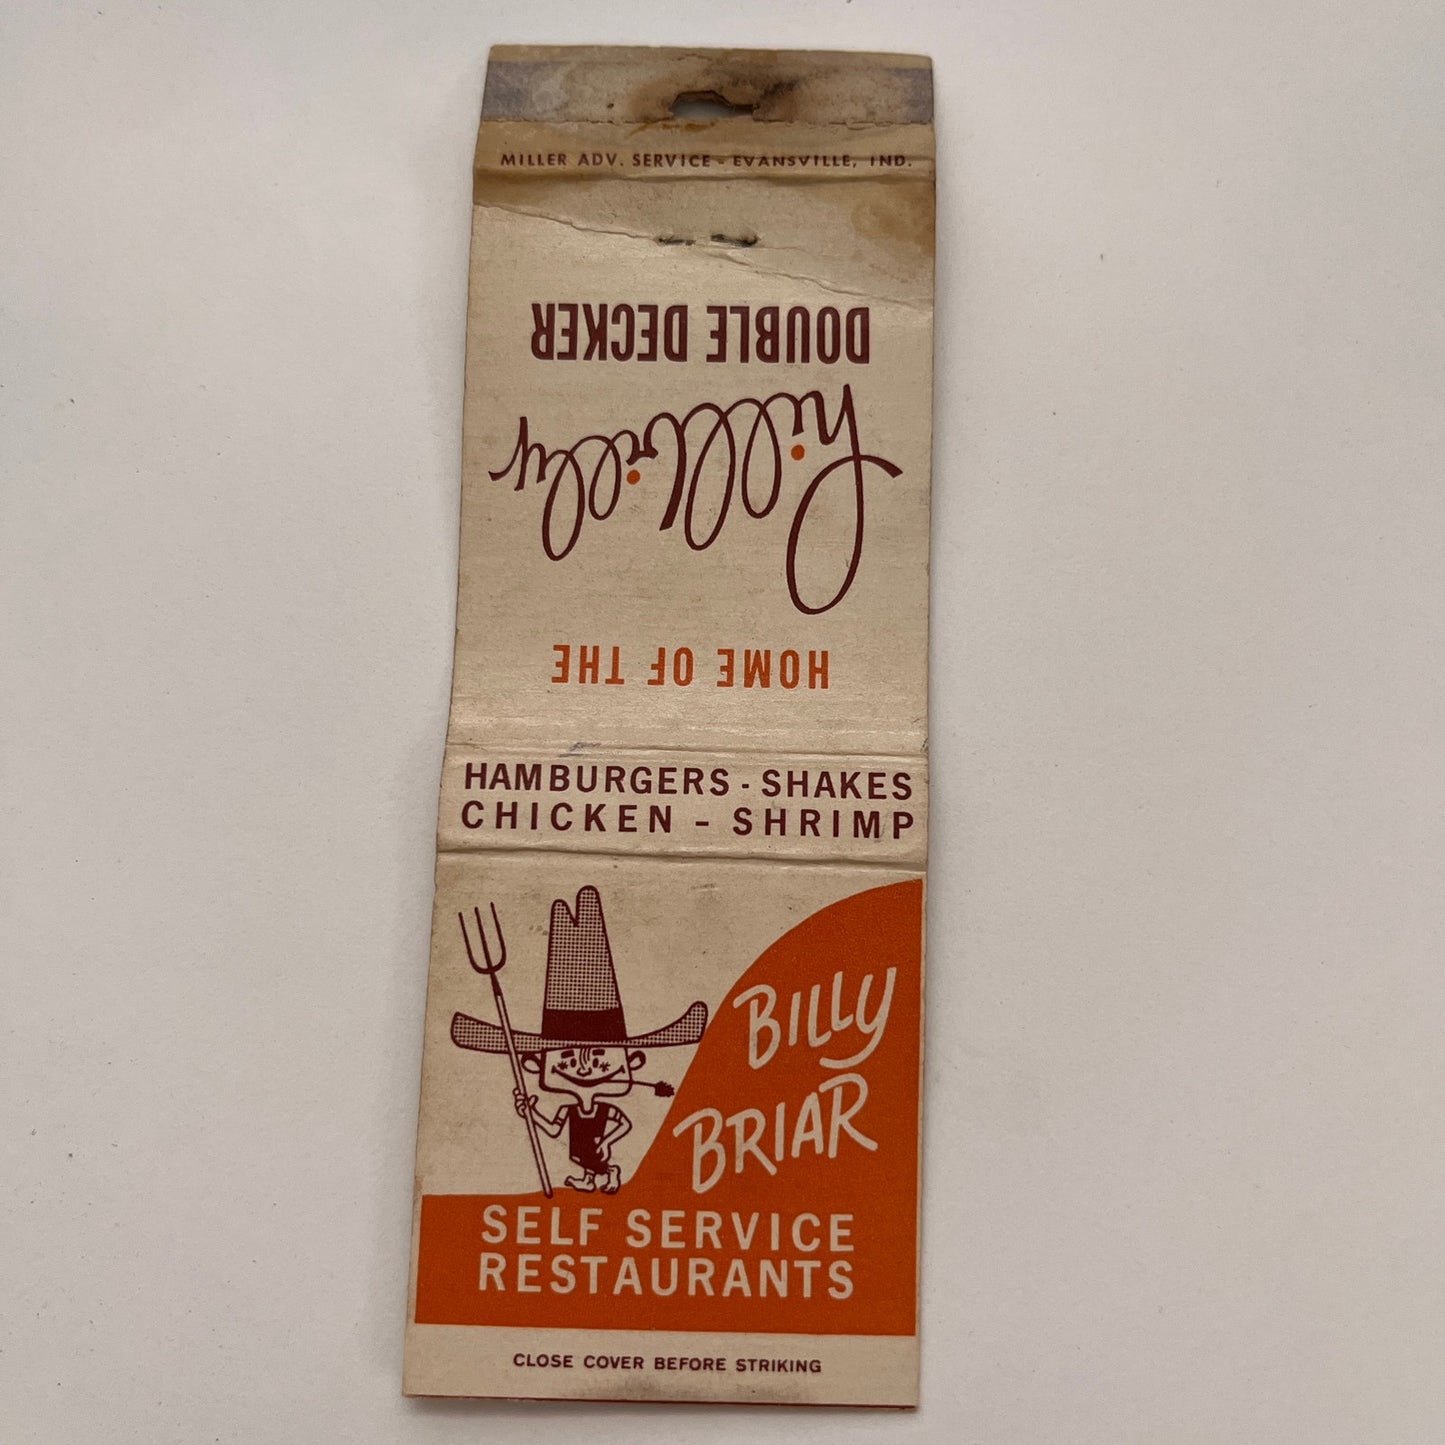 MILLER ADV. SERVICE - EVANSVILLE, IND.
HOME OF THE
hillbilly
DOUBLE DECKER
HAMBURGERS - SHAKES
CHICKEN - SHRIMP
BILLY
BRIAR
SELF SERVICE
RESTAURANTS
CLOSE COVER BEFORE STRIKING